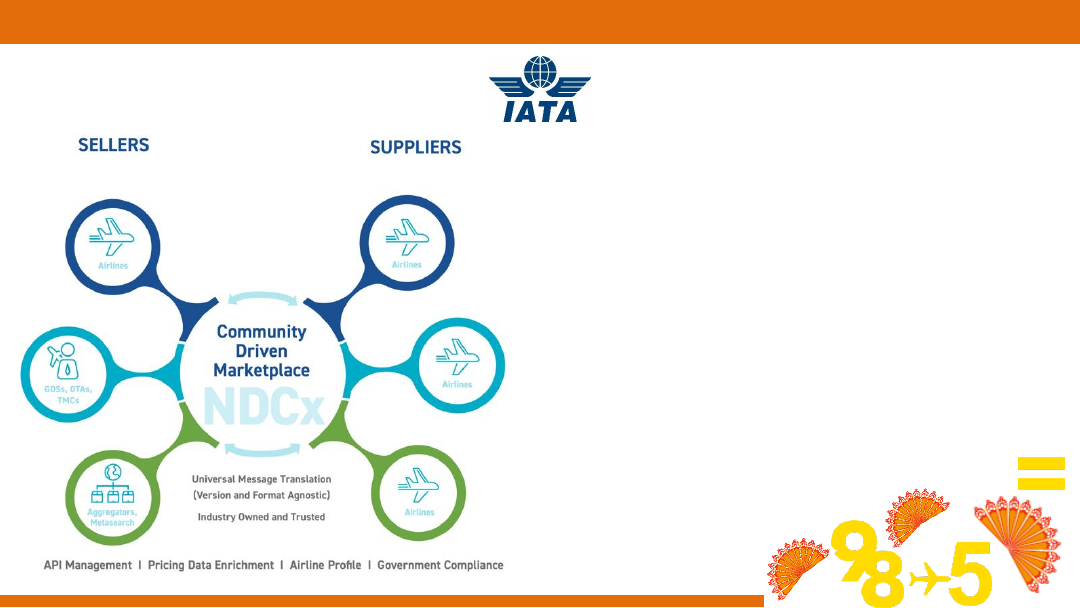 IATA
SELLERS
SUPPLIERS
Airlines
Airlines
Community
Driven
Marketplace
NDCx
GDSs, OTAs,
TMCs
Airlines
Aggregators,
Metasearch
Airlines
Universal Message Translation
(Version and Format Agnostic)
Industry Owned and Trusted
API Management I Pricing Data Enrichment I Airline Profile I Government Compliance
=
98
5